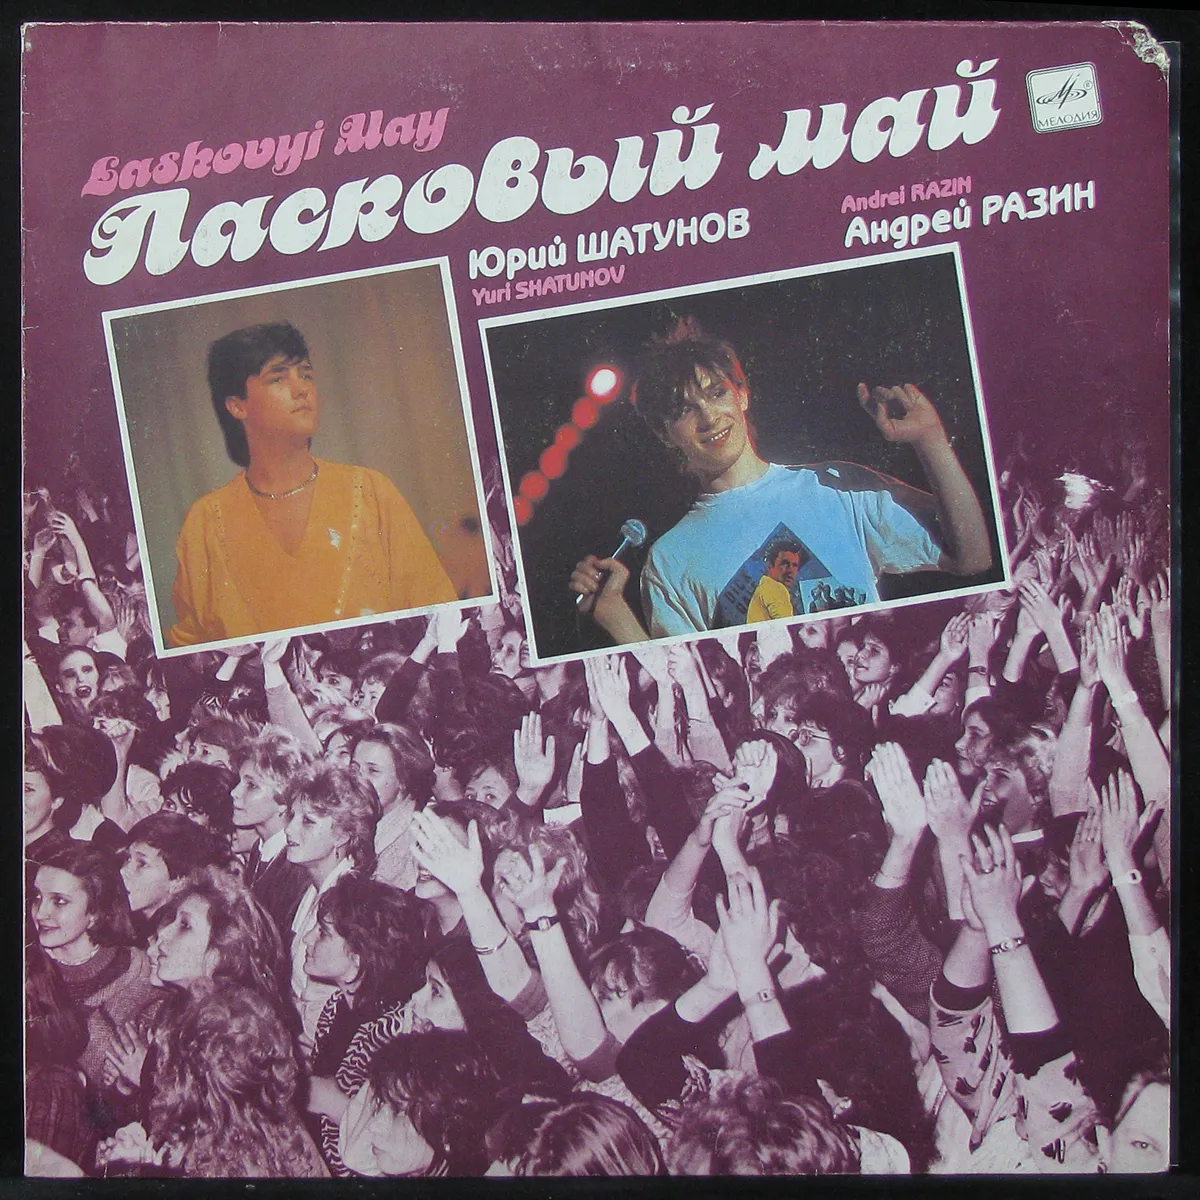 Laskovyi May
Ласковый май
МЕЛОДИЯ
Юрий ШАТУНОВ
Yuri SHATUNOV
Andrei RAZIN
Андрей РАЗИН